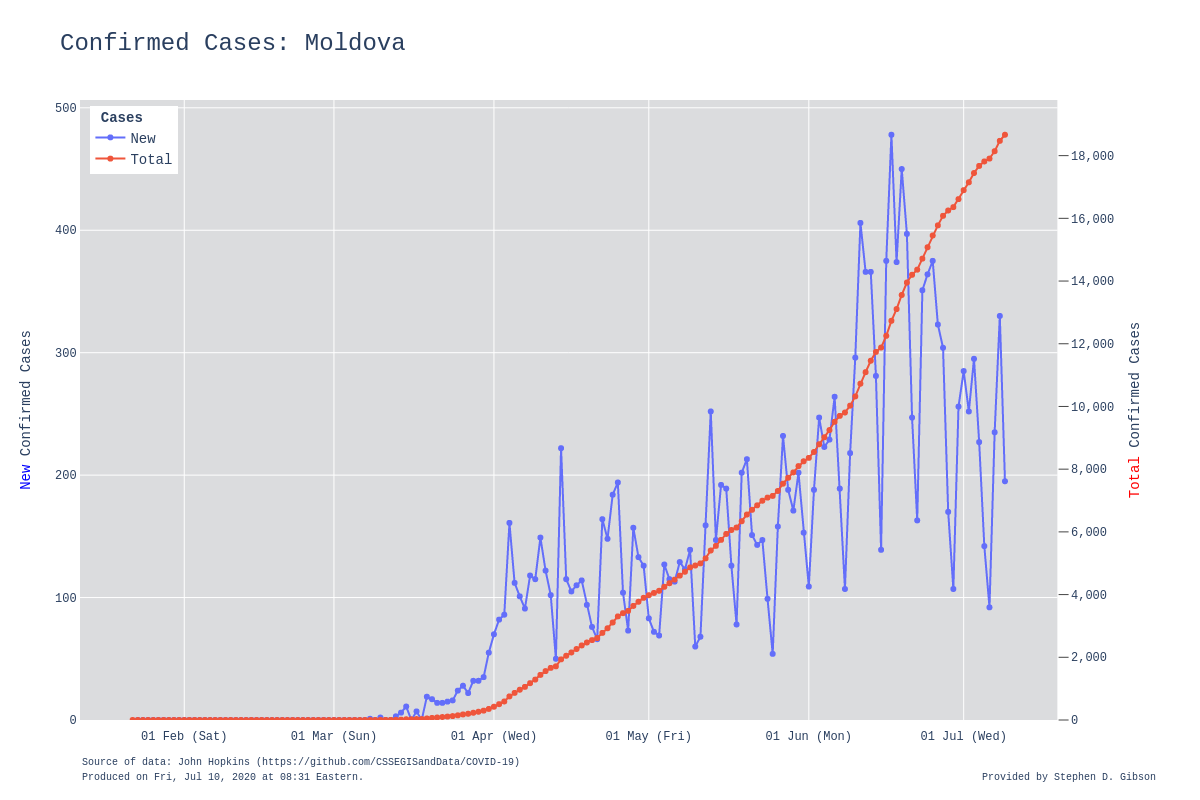 Confirmed Cases: Moldova
Cases
New
Total
500
400
300
200
100
0
18,000
16,000
14,000
12,000
10,000
8,000
6,000
4,000
2,000
0
New Confirmed Cases
Total Confirmed Cases
01 Feb (Sat)
01 Mar (Sun)
01 Apr (Wed)
01 May (Fri)
01 Jun (Mon)
01 Jul (Wed)
Source of data: John Hopkins (https://github.com/CSSEGISandData/COVID-19)
Produced on Fri, Jul 10, 2020 at 08:31 Eastern.
Provided by Stephen D. Gibson